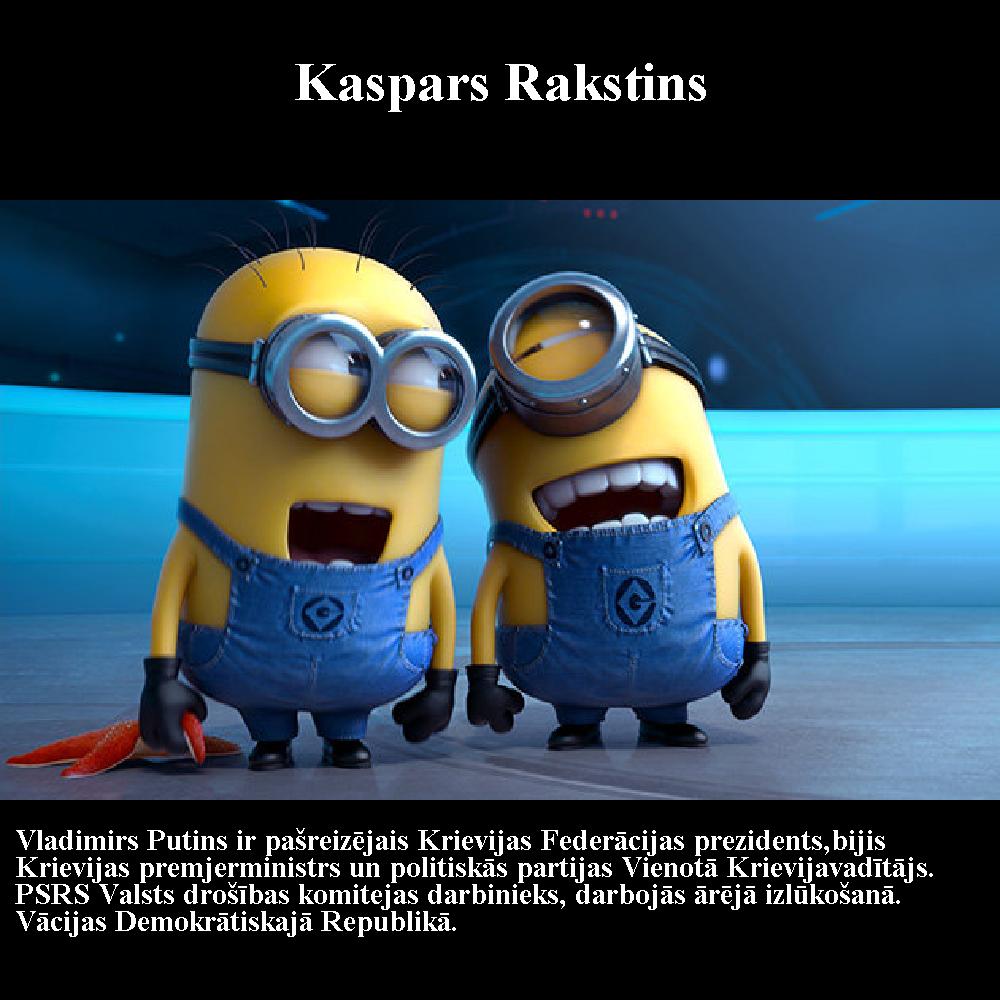 Kaspars Rakstins
Vladimirs Putins ir pašreizējais Krievijas Federācijas prezidents,bijis
Krievijas premjerministrs un politiskās partijas Vienotā Krievijavadītājs.
PSRS Valsts drošības komitejas darbinieks, darbojās ārējā izlūkošanā.
Vācijas Demokrātiskajā Republikā.